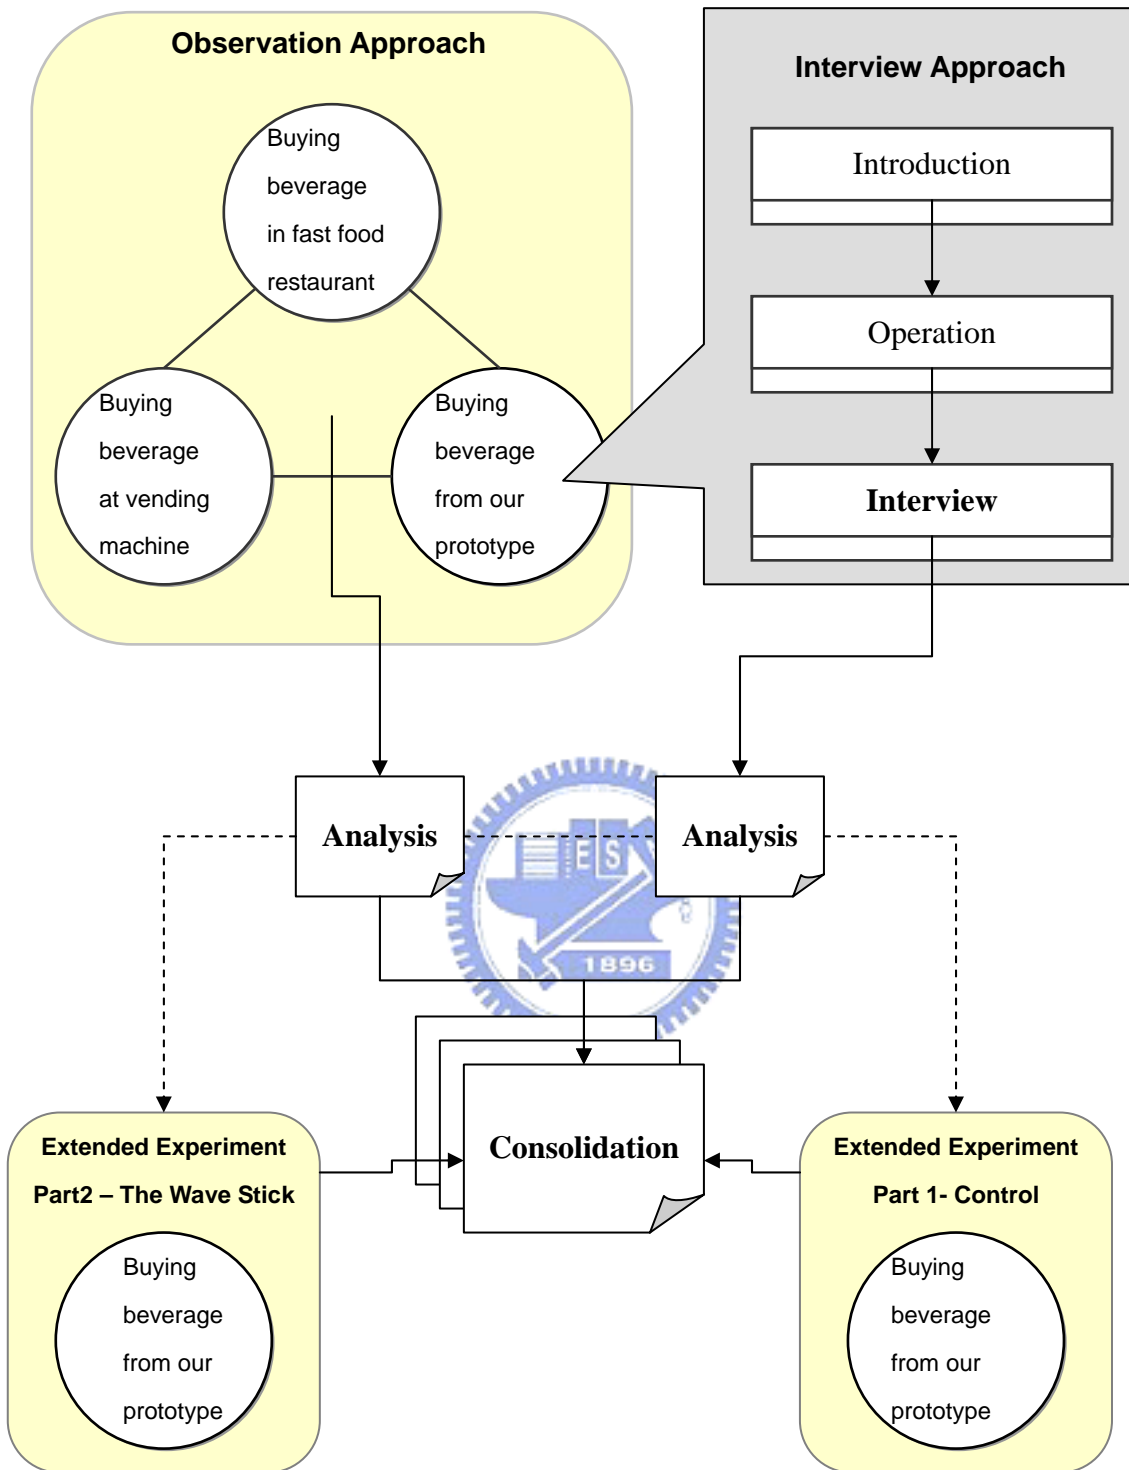 Observation Approach
Buying
beverage
in fast food
restaurant
Buying
beverage
at vending
machine
Buying
beverage
from our
prototype
Interview Approach
Introduction
Operation
Interview
Analysis
Analysis
ES
1896
Consolidation
Extended Experiment
Part2 – The Wave Stick
Buying
beverage
from our
prototype
Extended Experiment
Part 1- Control
Buying
beverage
from our
prototype